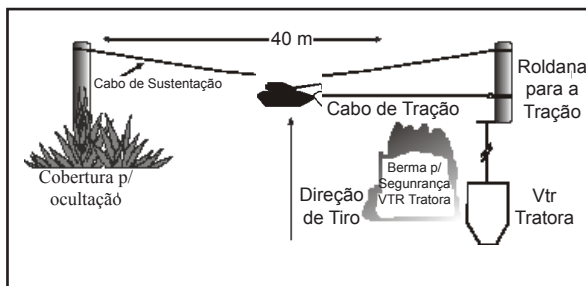 40 m
Cabo de Sustentação
Roldana
para a
Tração
Cabo de Tração
Cobertura p/
ocultação
Direção
de Tiro
Berma p/
Segunrança
VTR Tratora
Vtr
Tratora